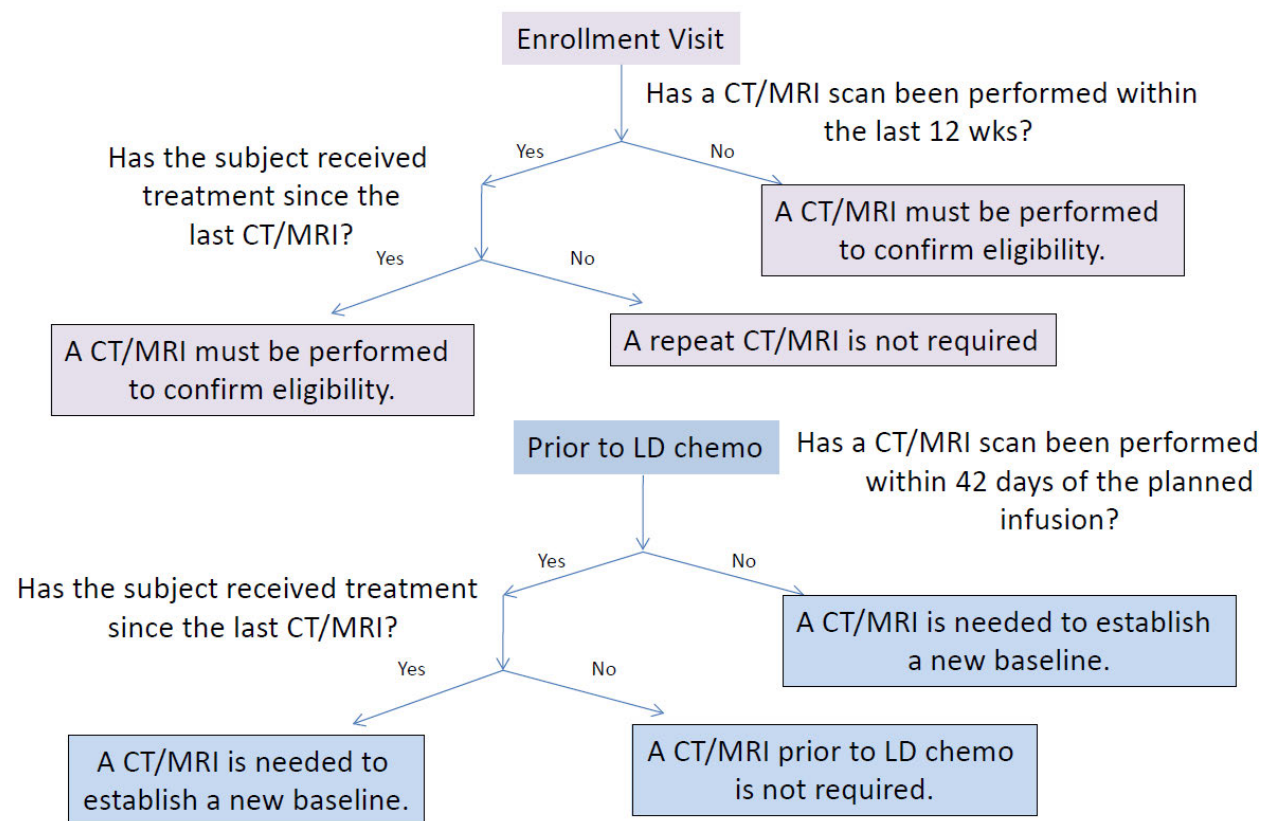 Enrollment Visit
Has a CT/MRI scan been performed within
the last 12 wks?
Yes
No
Has the subject received
treatment since the
last CT/MRI?
A CT/MRI must be performed
to confirm eligibility.
Yes
No
A CT/MRI must be performed
to confirm eligibility.
A repeat CT/MRI is not required
Prior to LD chemo
Has a CT/MRI scan been performed
within 42 days of the planned
infusion?
Yes
No
Has the subject received treatment
since the last CT/MRI?
A CT/MRI is needed to establish
a new baseline.
Yes
No
A CT/MRI is needed to
establish a new baseline.
A CT/MRI prior to LD chemo
is not required.